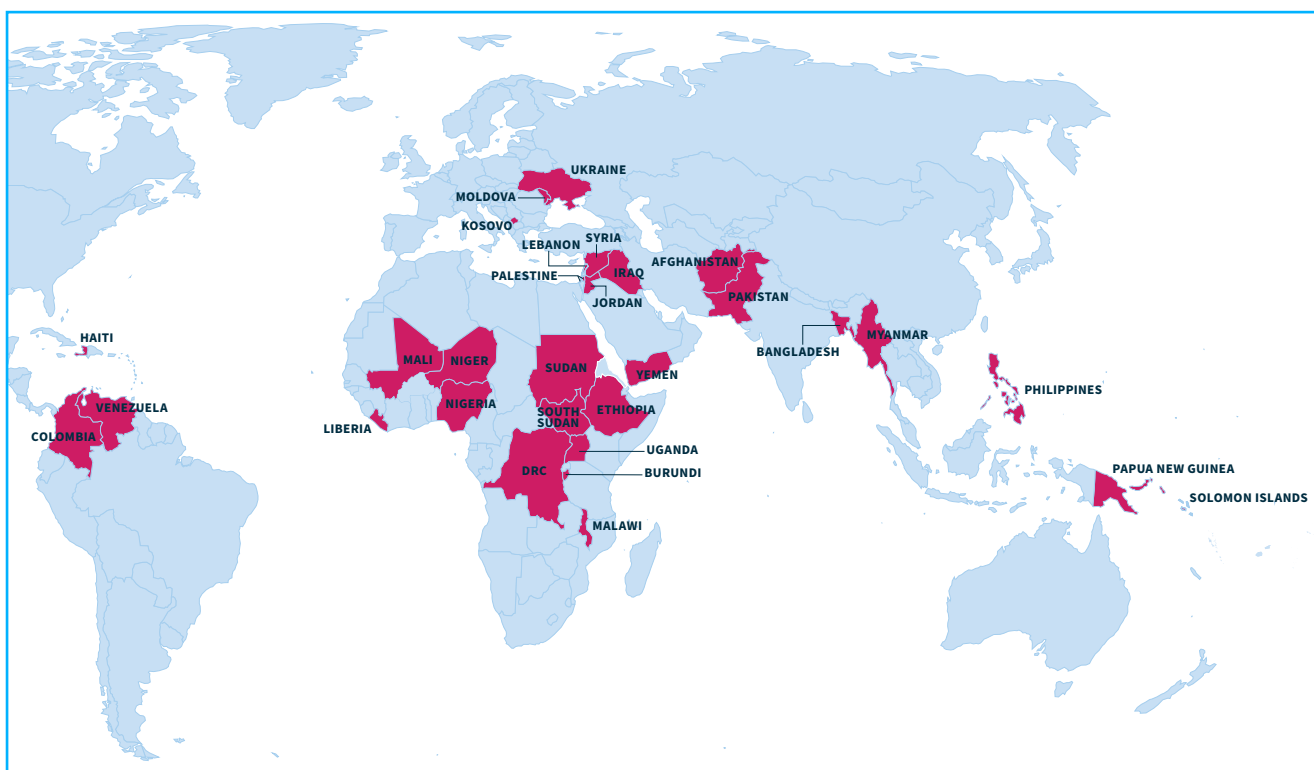 UKRAINE
MOLDOVA
KOSOVO
SYRIA
LEBANON
AFGHANISTAN
IRAQ
PALESTINE
PAKISTAN
JORDAN
HAITI
MYANMAR
BANGLADESH
MALI
NIGER
SUDAN
YEMEN
PHILIPPINES
NIGERIA
VENEZUELA
ETHIOPIA
SOUTH
SUDAN
LIBERIA
COLOMBIA
UGANDA
DRC
BURUNDI
PAPUA NEW GUINEA
SOLOMON ISLANDS
MALAWI